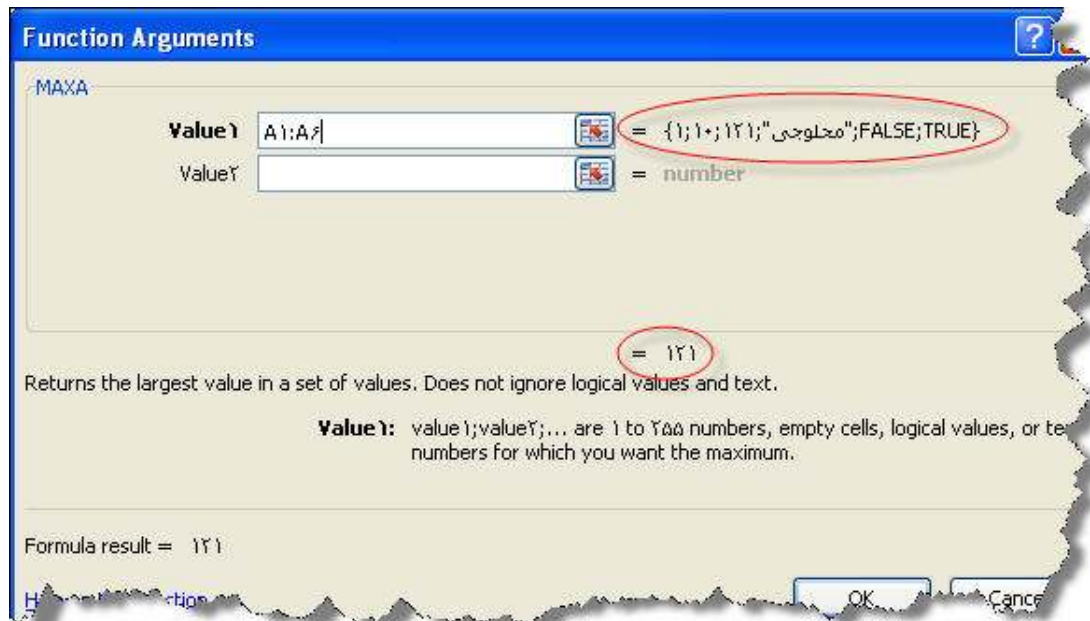 Function Arguments
MAXA
Value۱ A۱:A۶ = {۱;۱۰;۱۲۱;"محلوجی";FALSE;TRUE}
Value۲ = number
= ۱۲۱
Returns the largest value in a set of values. Does not ignore logical values and text.
Value۱: value۱;value۲;... are ۱ to ۲۵۵ numbers, empty cells, logical values, or
numbers for which you want the maximum.
Formula result = ۱۲۱
OK